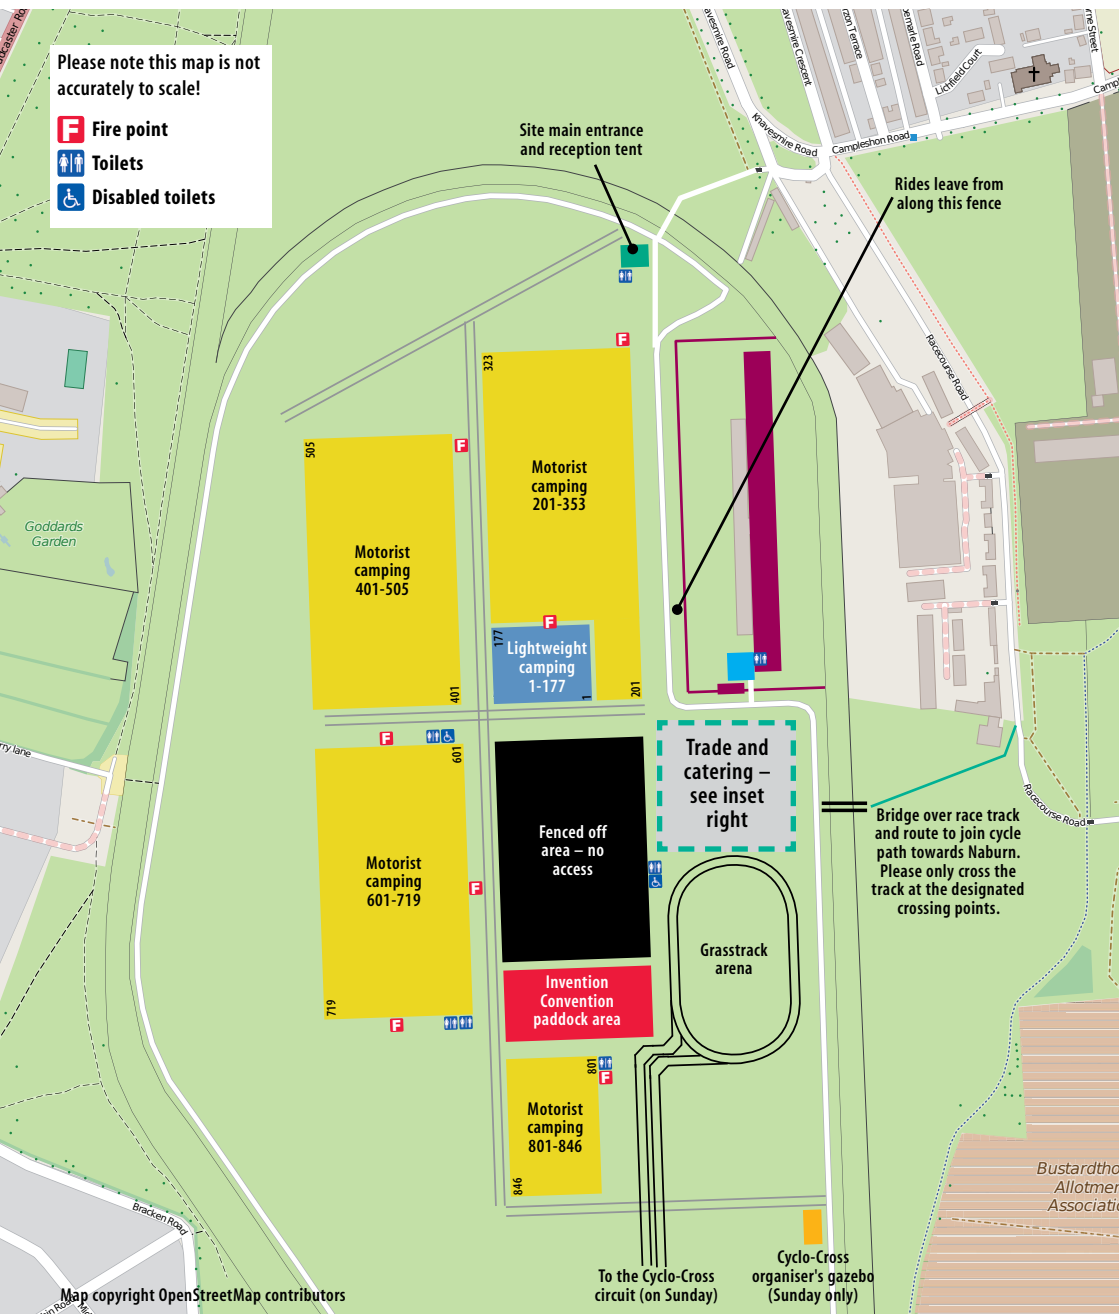 Please note this map is not
accurately to scale!
F Fire point
Toilets
Disabled toilets
Site main entrance
and reception tent
Knavesmire Road
Campleshon Road
Lichfield Court
Rides leave from
along this fence
Racecourse Road
F
323
Motorist
camping
201-353
201
505
F
Motorist
camping
401-505
401
Goddards
Garden
F
177
Lightweight
camping
1-177
1
F
601
Motorist
camping
601-719
F
719
F
Fenced off
area – no
access
Trade and
catering –
see inset
right
Racecourse Road
Bridge over race track
and route to join cycle
path towards Naburn.
Please only cross the
track at the designated
crossing points.
Grasstrack
arena
Invention
Convention
paddock area
801
F
Motorist
camping
801-846
846
Bracken Road
To the Cyclo-Cross
circuit (on Sunday)
Cyclo-Cross
organiser's gazebo
(Sunday only)
Map copyright OpenStreetMap contributors